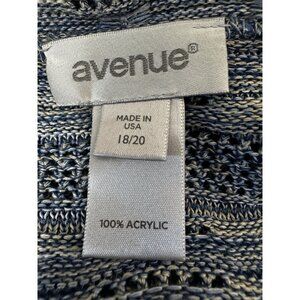 avenue®
MADE IN
USA
18/20
100% ACRYLIC